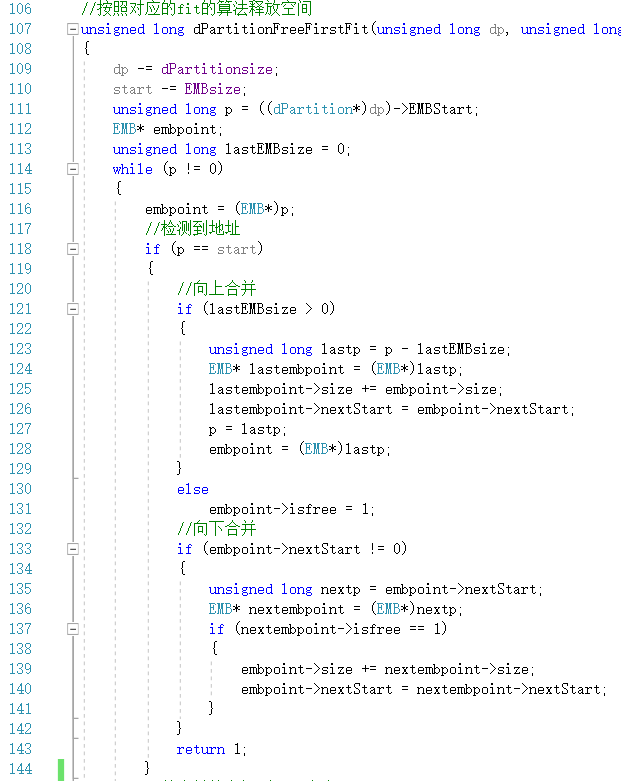 106 //按照对应的fit的算法释放空间
107 unsigned long dPartitionFreeFirstFit(unsigned long dp, unsigned long
108 {
109 dp -= dPartitionsize;
110 start -= EMBsize;
111 unsigned long p = ((dPartition*)dp)->EMBStart;
112 EMB* embpoint;
113 unsigned long lastEMBsize = 0;
114 while (p != 0)
115 {
116 embpoint = (EMB*)p;
117 //检测到地址
118 if (p == start)
119 {
120 //向上合并
121 if (lastEMBsize > 0)
122 {
123 unsigned long lastp = p - lastEMBsize;
124 EMB* lastembpoint = (EMB*)lastp;
125 lastembpoint->size += embpoint->size;
126 lastembpoint->nextStart = embpoint->nextStart;
127 p = lastp;
128 embpoint = (EMB*)lastp;
129 }
130 else
131 embpoint->isfree = 1;
132 //向下合并
133 if (embpoint->nextStart != 0)
134 {
135 unsigned long nextp = embpoint->nextStart;
136 EMB* nextembpoint = (EMB*)nextp;
137 if (nextembpoint->isfree == 1)
138 {
139 embpoint->size += nextembpoint->size;
140 embpoint->nextStart = nextembpoint->nextStart;
141 }
142 }
143 return 1;
144 }